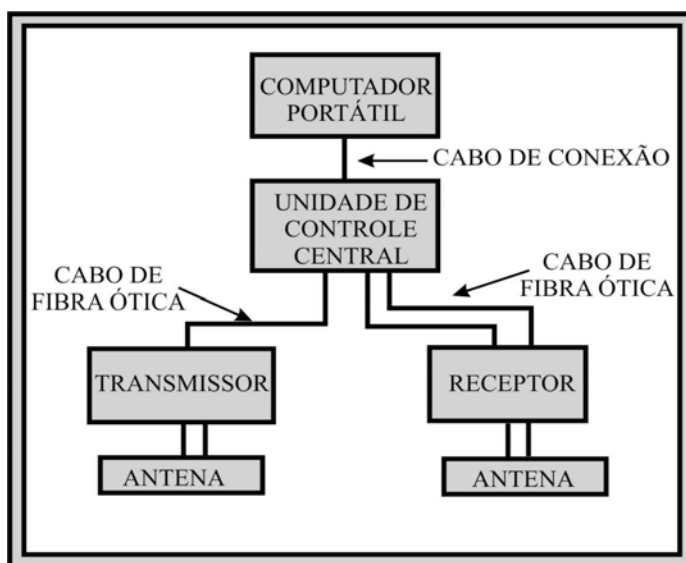 COMPUTADOR
PORTÁTIL
CABO DE CONEXÃO
UNIDADE DE
CONTROLE
CENTRAL
CABO DE
FIBRA ÓTICA
CABO DE
FIBRA ÓTICA
TRANSMISSOR
RECEPTOR
ANTENA
ANTENA